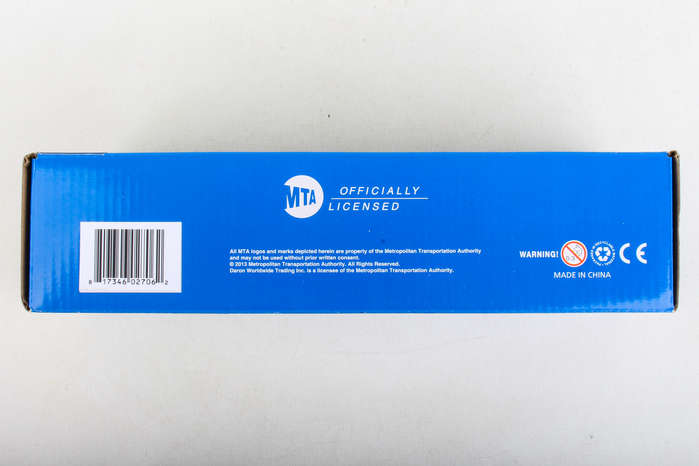 MTA
OFFICIALLY
LICENSED
All MTA logos and marks depicted herein are property of the Metropolitan Transportation Authority
and may not be used without prior written consent.
© 2013 Metropolitan Transportation Authority. All Rights Reserved.
Daron Worldwide Trading Inc. is a licensee of the Metropolitan Transportation Authority.
WARNING!
0-3
CE
MADE IN CHINA
8 17346 02706 2